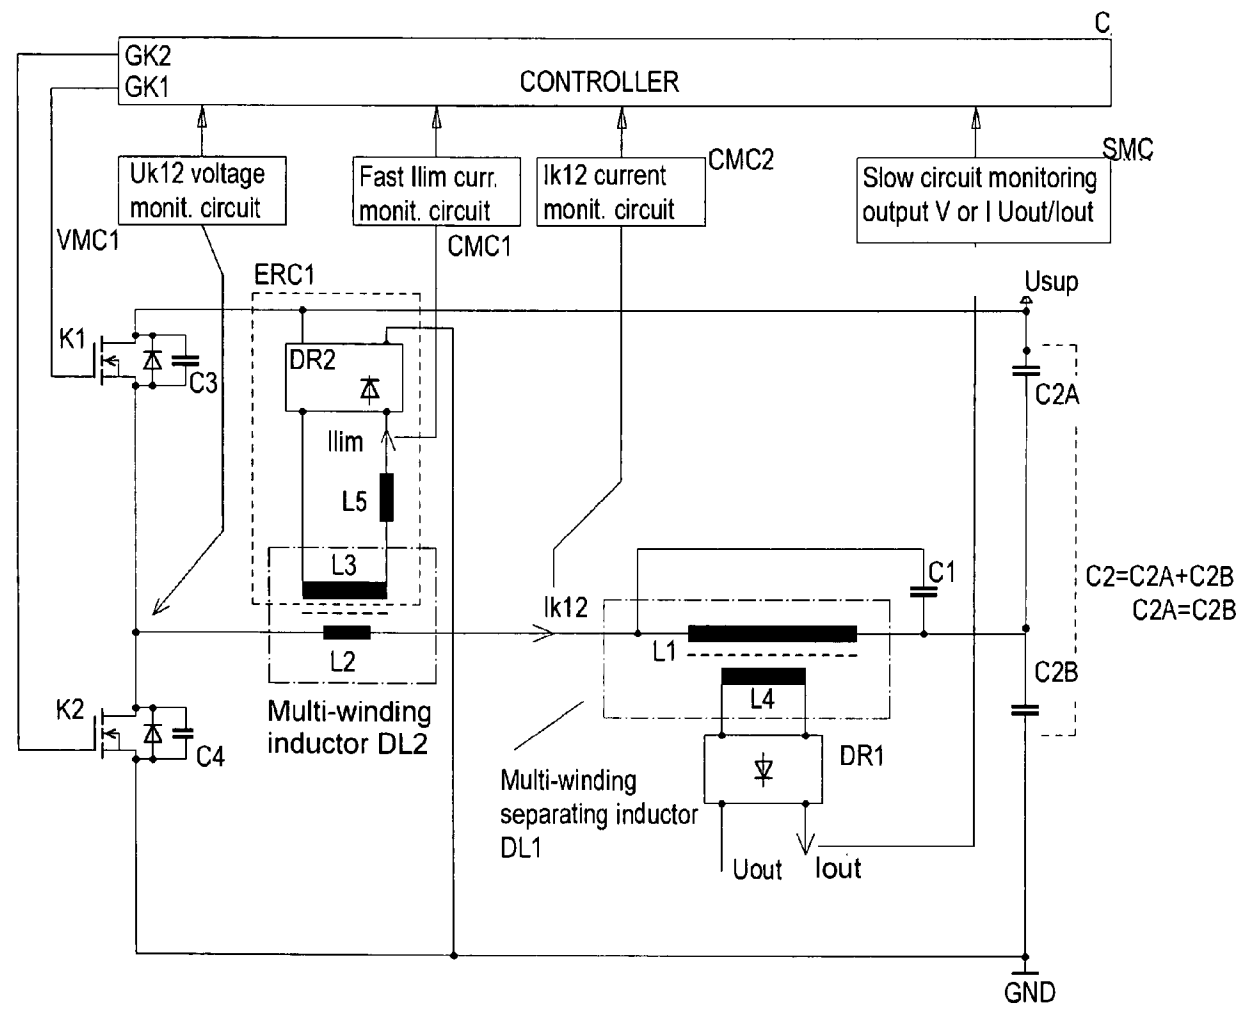 C
GK2
GK1
CONTROLLER
Uk12 voltage
monit. circuit
Fast Ilim curr.
monit. circuit
Ik12 current
monit. circuit
CMC2
SMC
Slow circuit monitoring
output V or I Uout/Iout
VMC1
CMC1
ERC1
Usup
K1
DR2
C3
C2A
Ilim
L5
L3
C1
C2=C2A+C2B
C2A=C2B
Ik12
L2
L1
C2B
K2
L4
Multi-winding
inductor DL2
C4
DR1
Multi-winding
separating inductor
DL1
Uout
Iout
GND